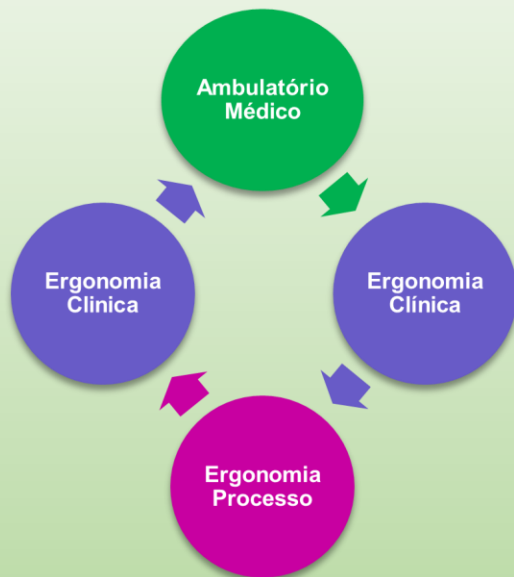 Ambulatório
Médico
Ergonomia
Clinica
Ergonomia
Clínica
Ergonomia
Processo